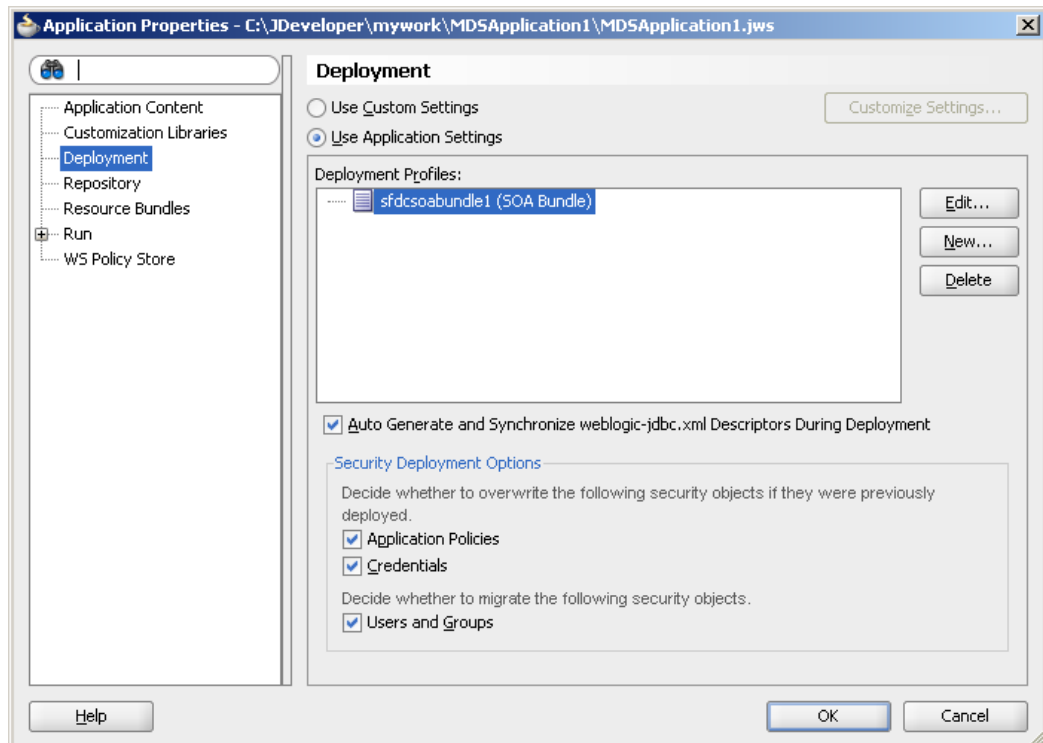 Application Properties - C:\JDeveloper\mywork\MDSApplication1\MDSApplication1.jws
Application Content
Customization Libraries
Deployment
Repository
Resource Bundles
Run
WS Policy Store
Deployment
Use Custom Settings
Customize Settings...
Use Application Settings
Deployment Profiles:
sfdcsoabundle1 (SOA Bundle)
Edit...
New...
Delete
Auto Generate and Synchronize weblogic-jdbc.xml Descriptors During Deployment
Security Deployment Options
Decide whether to overwrite the following security objects if they were previously
deployed.
Application Policies
Credentials
Decide whether to migrate the following security objects.
Users and Groups
Help
OK
Cancel